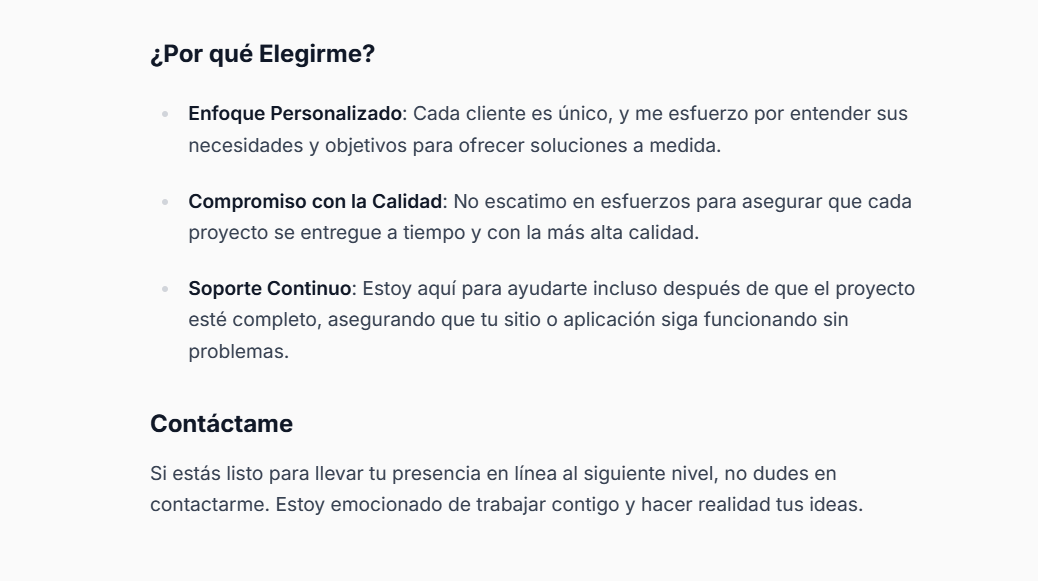 ¿Por qué Elegirme?
Enfoque Personalizado: Cada cliente es único, y me esfuerzo por entender sus
necesidades y objetivos para ofrecer soluciones a medida.
Compromiso con la Calidad: No escatimo en esfuerzos para asegurar que cada
proyecto se entregue a tiempo y con la más alta calidad.
Soporte Continuo: Estoy aquí para ayudarte incluso después de que el proyecto
esté completo, asegurando que tu sitio o aplicación siga funcionando sin
problemas.
Contáctame
Si estás listo para llevar tu presencia en línea al siguiente nivel, no dudes en
contactarme. Estoy emocionado de trabajar contigo y hacer realidad tus ideas.